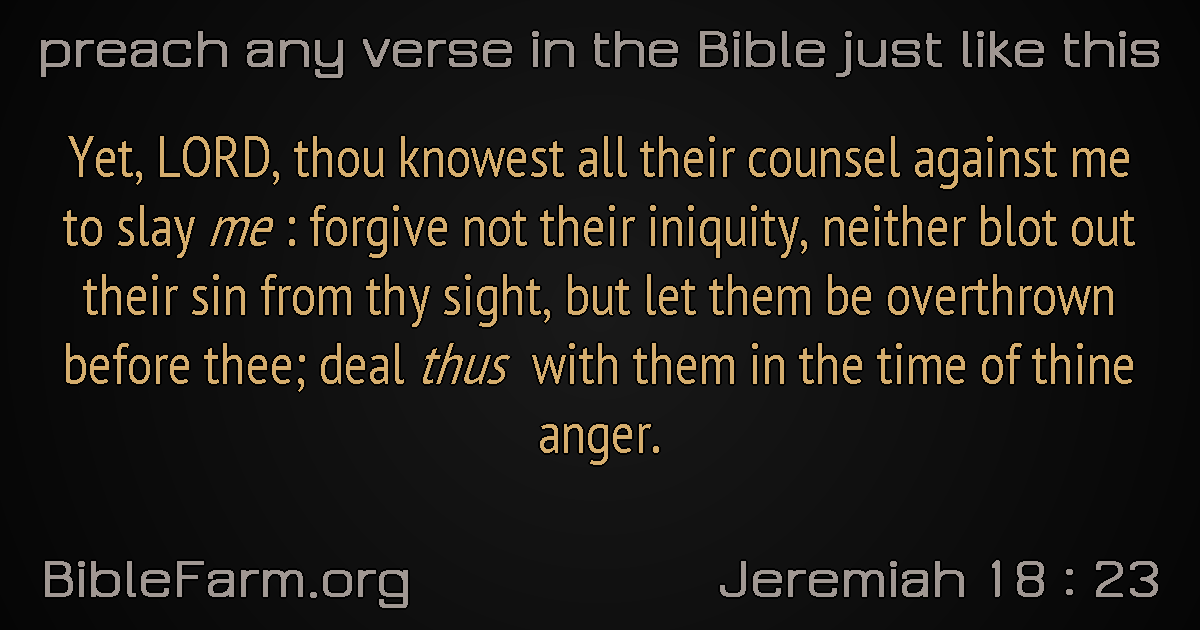 preach any verse in the Bible just like this
Yet, LORD, thou knowest all their counsel against me
to slay me : forgive not their iniquity, neither blot out
their sin from thy sight, but let them be overthrown
before thee; deal thus with them in the time of thine
anger.
BibleFarm.org
Jeremiah 18 : 23